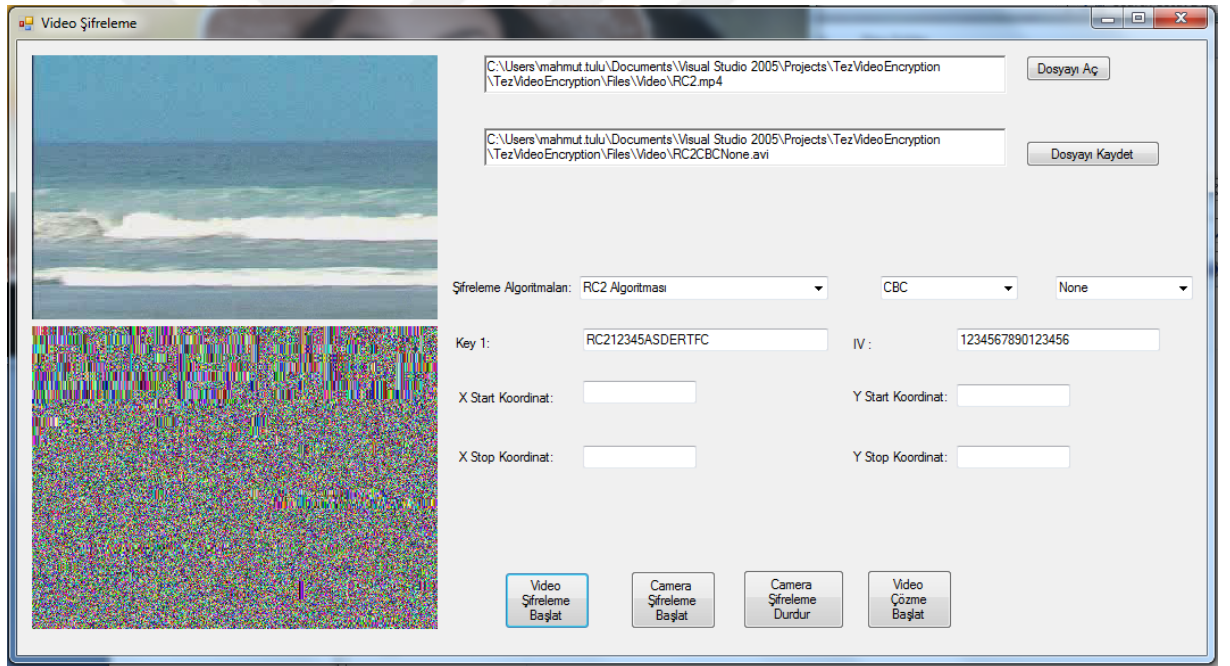 Video Şifreleme
C:\Users\mahmut.tulu\Documents\Visual Studio 2005\Projects\TezVideoEncryption
\TezVideoEncryption\Files\Video\RC2.mp4
Dosyayı Aç
C:\Users\mahmut.tulu\Documents\Visual Studio 2005\Projects\TezVideoEncryption
\TezVideoEncryption\Files\Video\RC2CBCNone.avi
Dosyayı Kaydet
Şifreleme Algoritmaları: RC2 Algoritması CBC None
Key 1: RC212345ASDERTFC IV : 1234567890123456
X Start Koordinat: Y Start Koordinat:
X Stop Koordinat: Y Stop Koordinat:
Video
Şifreleme
Başlat
Camera
Şifreleme
Başlat
Camera
Şifreleme
Durdur
Video
Çözme
Başlat